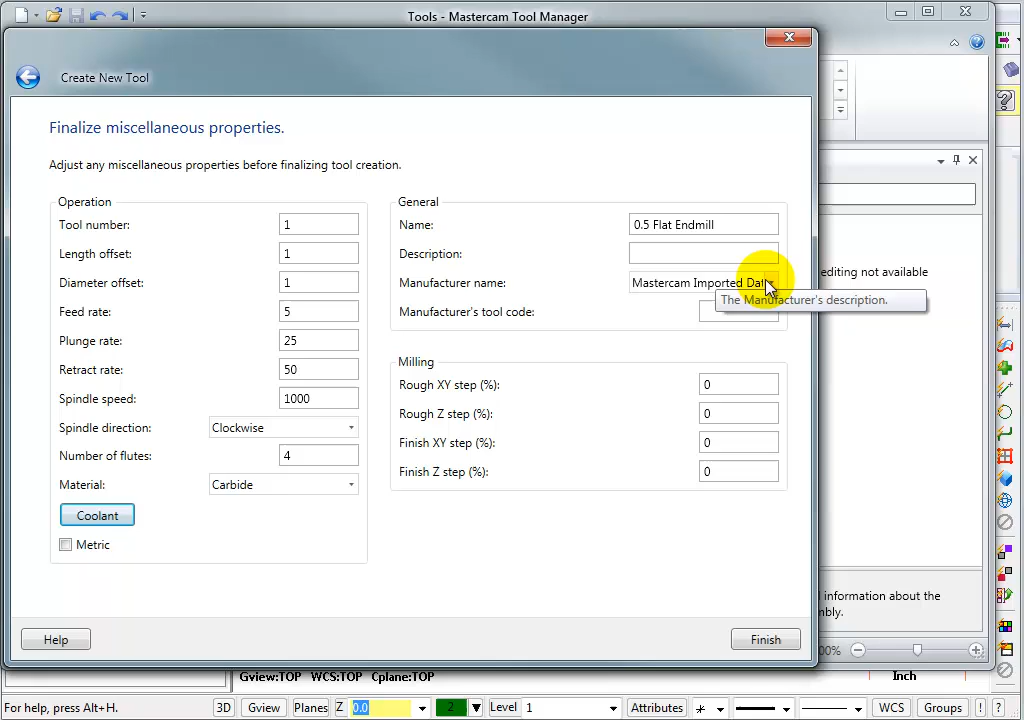 Tools - Mastercam Tool Manager
Create New Tool
Finalize miscellaneous properties.
Adjust any miscellaneous properties before finalizing tool creation.
Operation
Tool number: 1
Length offset: 1
Diameter offset: 1
Feed rate: 5
Plunge rate: 25
Retract rate: 50
Spindle speed: 1000
Spindle direction: Clockwise
Number of flutes: 4
Material: Carbide
Coolant
Metric
General
Name: 0.5 Flat Endmill
Description:
Manufacturer name: Mastercam Imported Dat
The Manufacturer's description.
Manufacturer's tool code:
Milling
Rough XY step (%): 0
Rough Z step (%): 0
Finish XY step (%): 0
Finish Z step (%): 0
editing not available
information about the
mbly.
Help
Finish
00%
Gview:TOP WCS:TOP Cplane:TOP
Inch
For help, press Alt+H.
3D Gview Planes Z 0.0 2 Level 1 Attributes WCS Groups ! ?